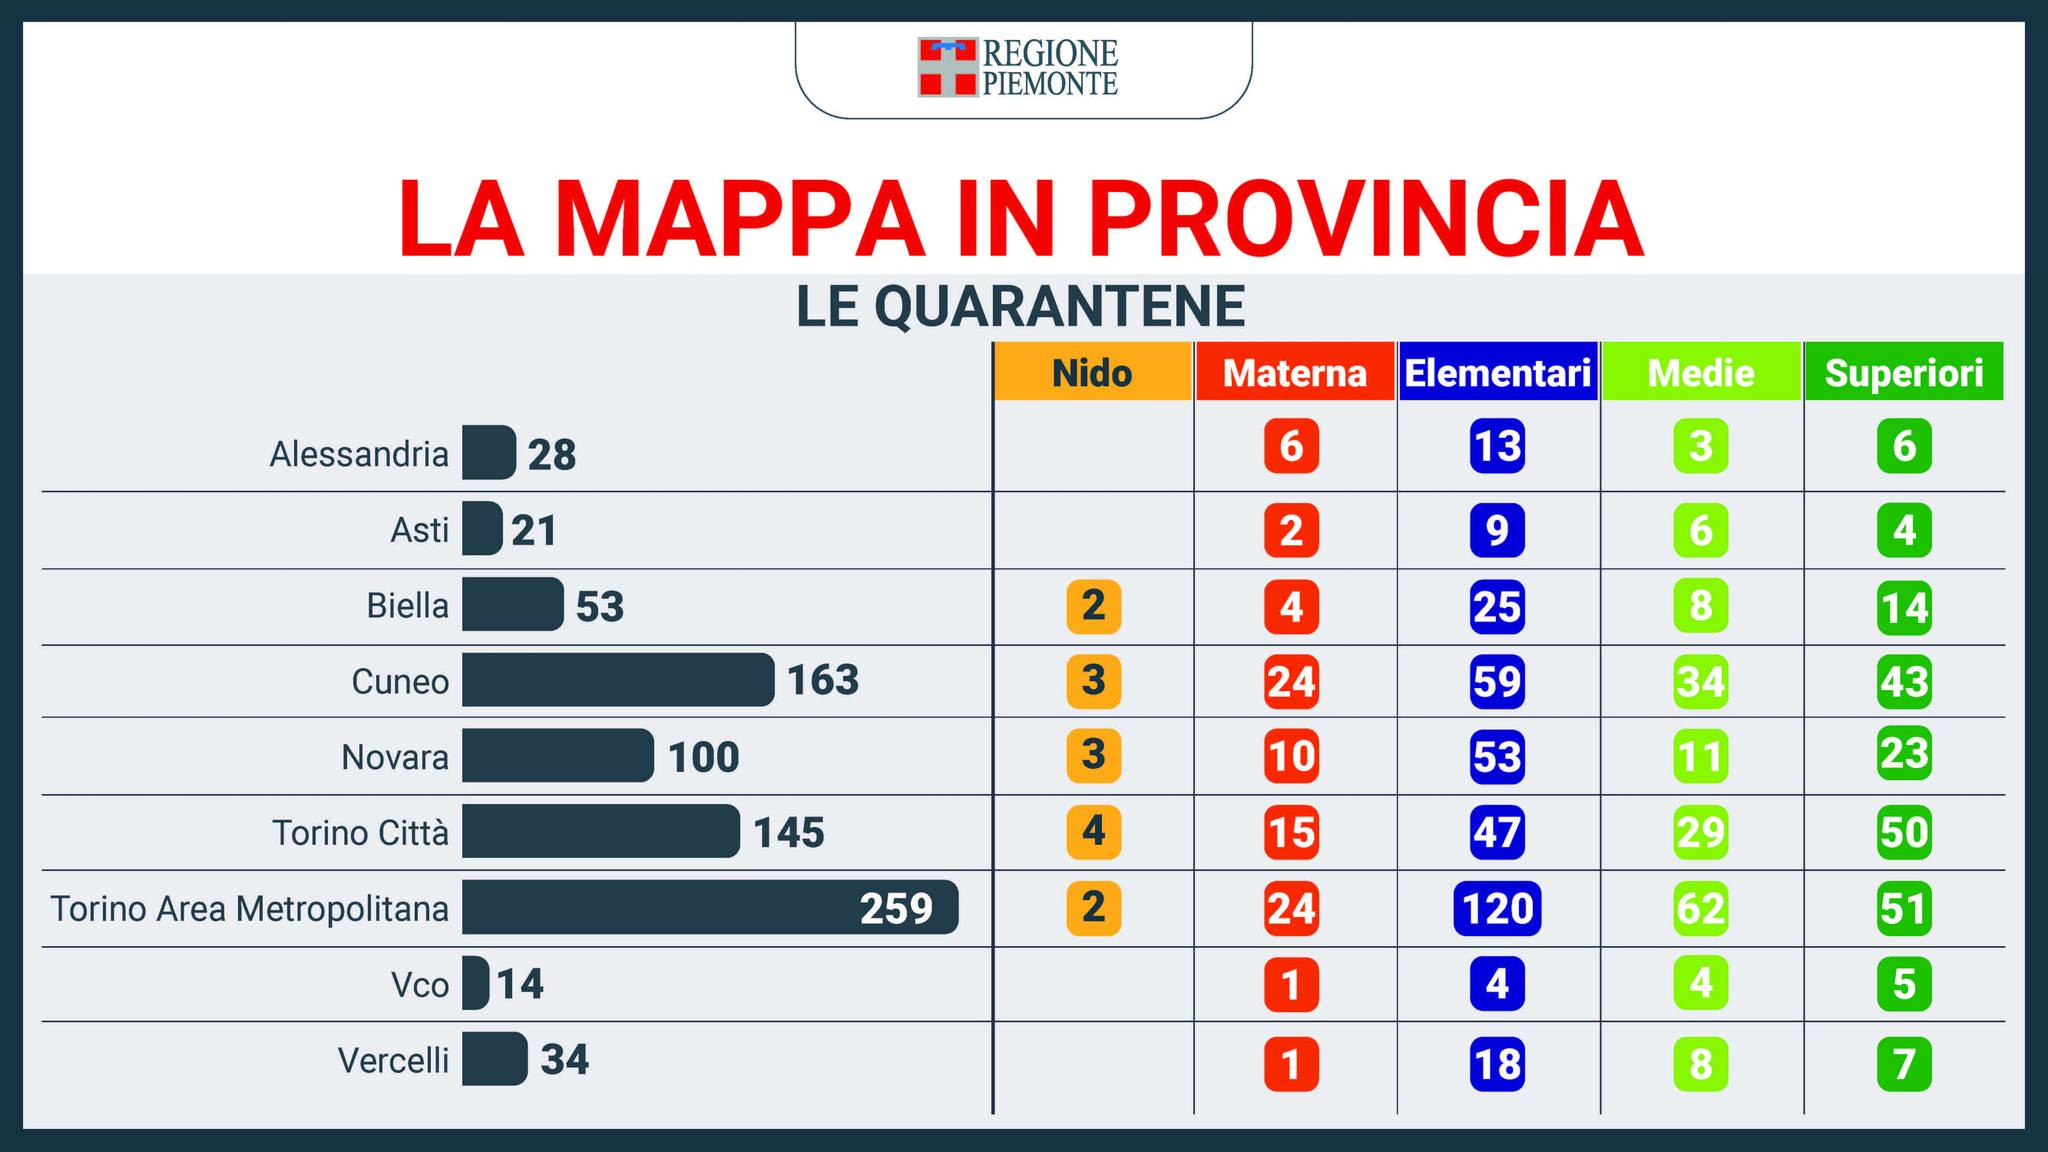 REGIONE
PIEMONTE
LA MAPPA IN PROVINCIA
LE QUARANTENE
Nido Materna Elementari Medie Superiori
Alessandria 28 6 13 3 6
Asti 21 2 9 6 4
Biella 53 2 4 25 8 14
Cuneo 163 3 24 59 34 43
Novara 100 3 10 53 11 23
Torino Città 145 4 15 47 29 50
Torino Area Metropolitana 259 2 24 120 62 51
Vco 14 1 4 4 5
Vercelli 34 1 18 8 7